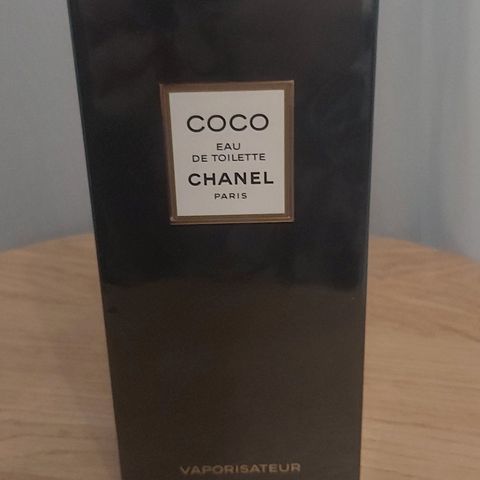 COCO
EAU
DE TOILETTE
CHANEL
PARIS
VAPORISATEUR